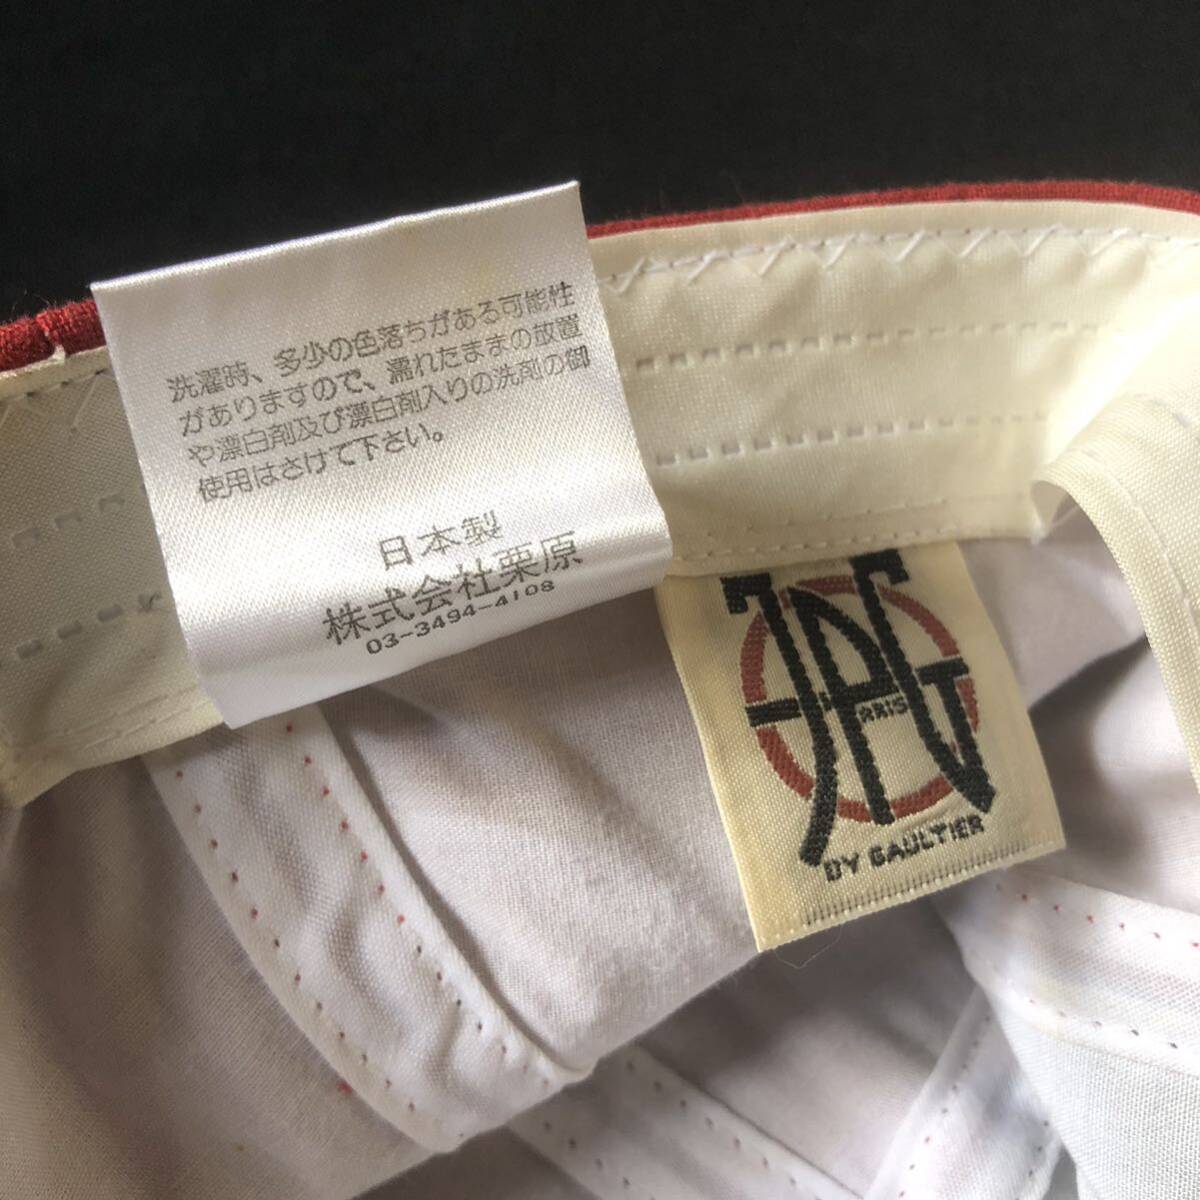 洗濯時、多少の色落ちがある可能性
がありますので、濡れたままの放置
や漂白剤及び漂白剤入りの洗剤の御
使用はさけて下さい。
日本製
株式会社栗原
03-3494-4108
JPG
PARIS
BY GAULTIER